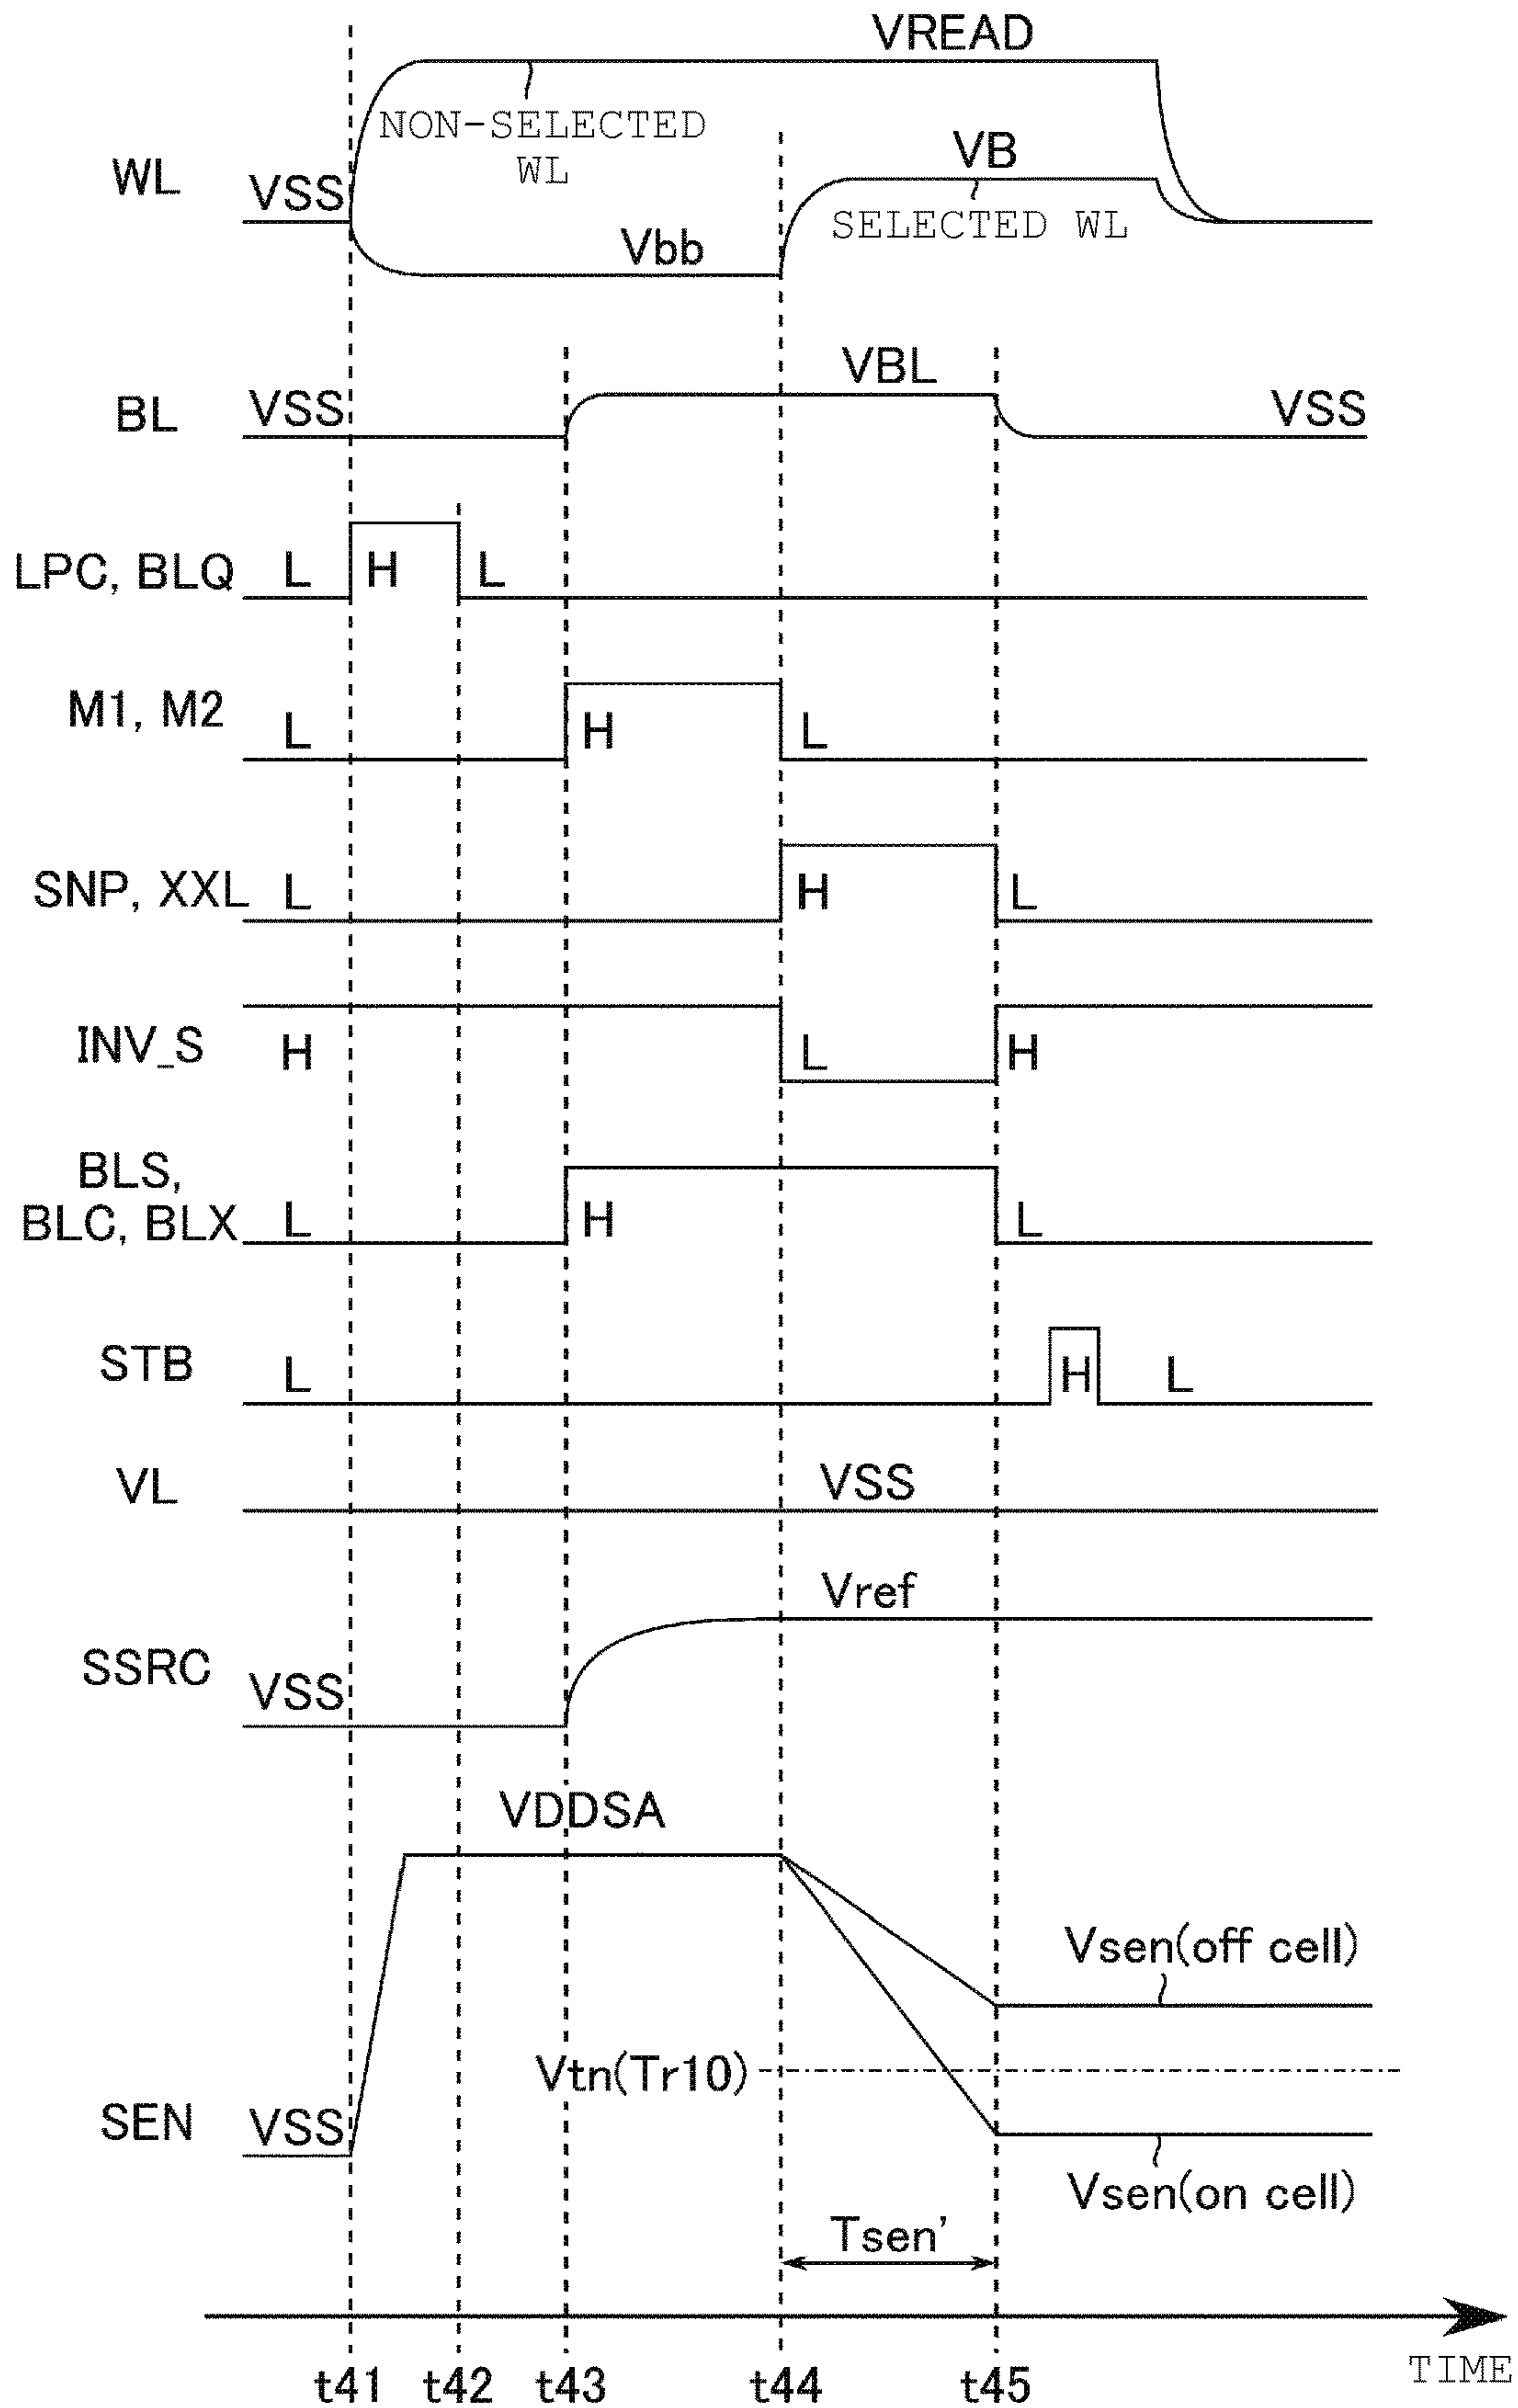 VREAD
NON-SELECTED
WL
WL
VSS
VB
SELECTED WL
Vbb
BL
VSS
VBL
VSS
LPC, BLQ
L
H
L
M1, M2
L
H
L
SNP, XXL
L
H
L
INV_S
H
L
H
BLS,
BLC, BLX
L
H
L
STB
L
H
L
VL
VSS
SSRC
VSS
Vref
VDDSA
Vsen(off cell)
Vtn(Tr10)
SEN
VSS
Vsen(on cell)
Tsen'
t41
t42
t43
t44
t45
TIME